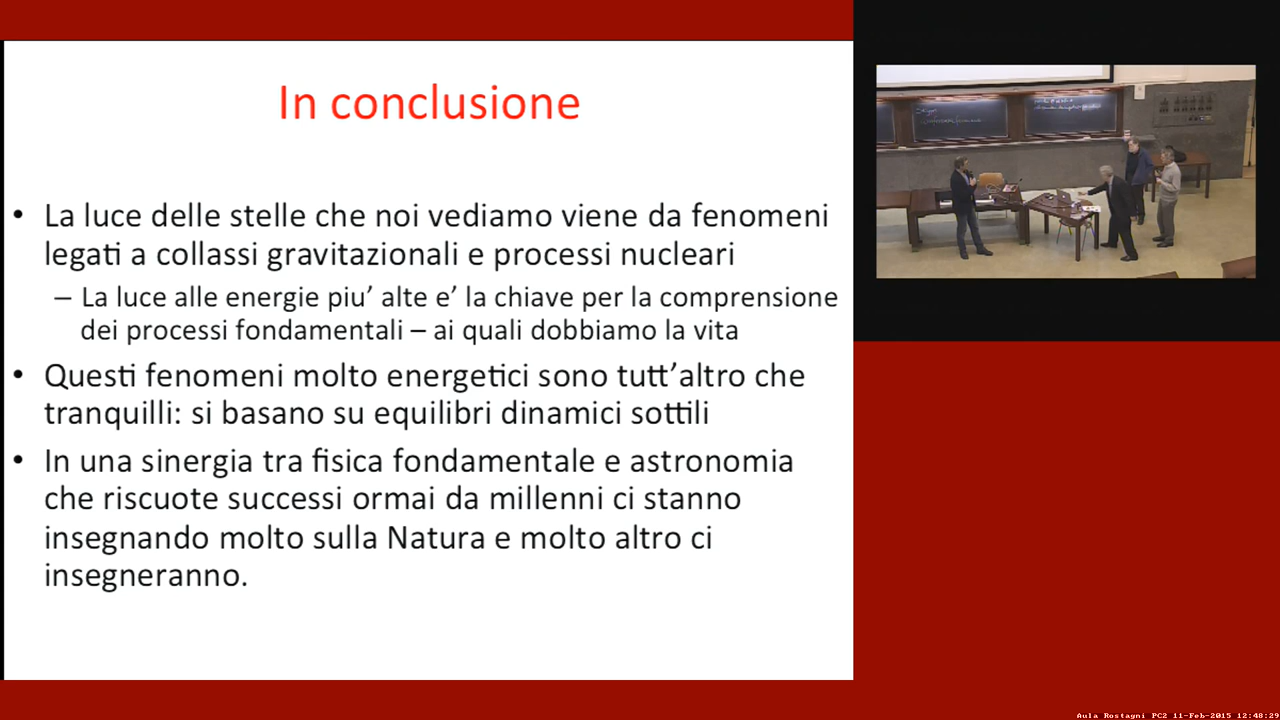 In conclusione
• La luce delle stelle che noi vediamo viene da fenomeni
legati a collassi gravitazionali e processi nucleari
– La luce alle energie piu’ alte e’ la chiave per la comprensione
dei processi fondamentali – ai quali dobbiamo la vita
• Questi fenomeni molto energetici sono tutt’altro che
tranquilli: si basano su equilibri dinamici sottili
• In una sinergia tra fisica fondamentale e astronomia
che riscuote successi ormai da millenni ci stanno
insegnando molto sulla Natura e molto altro ci
insegneranno.
Aula Rostagni PC2 11-Feb-2015 12:48:29